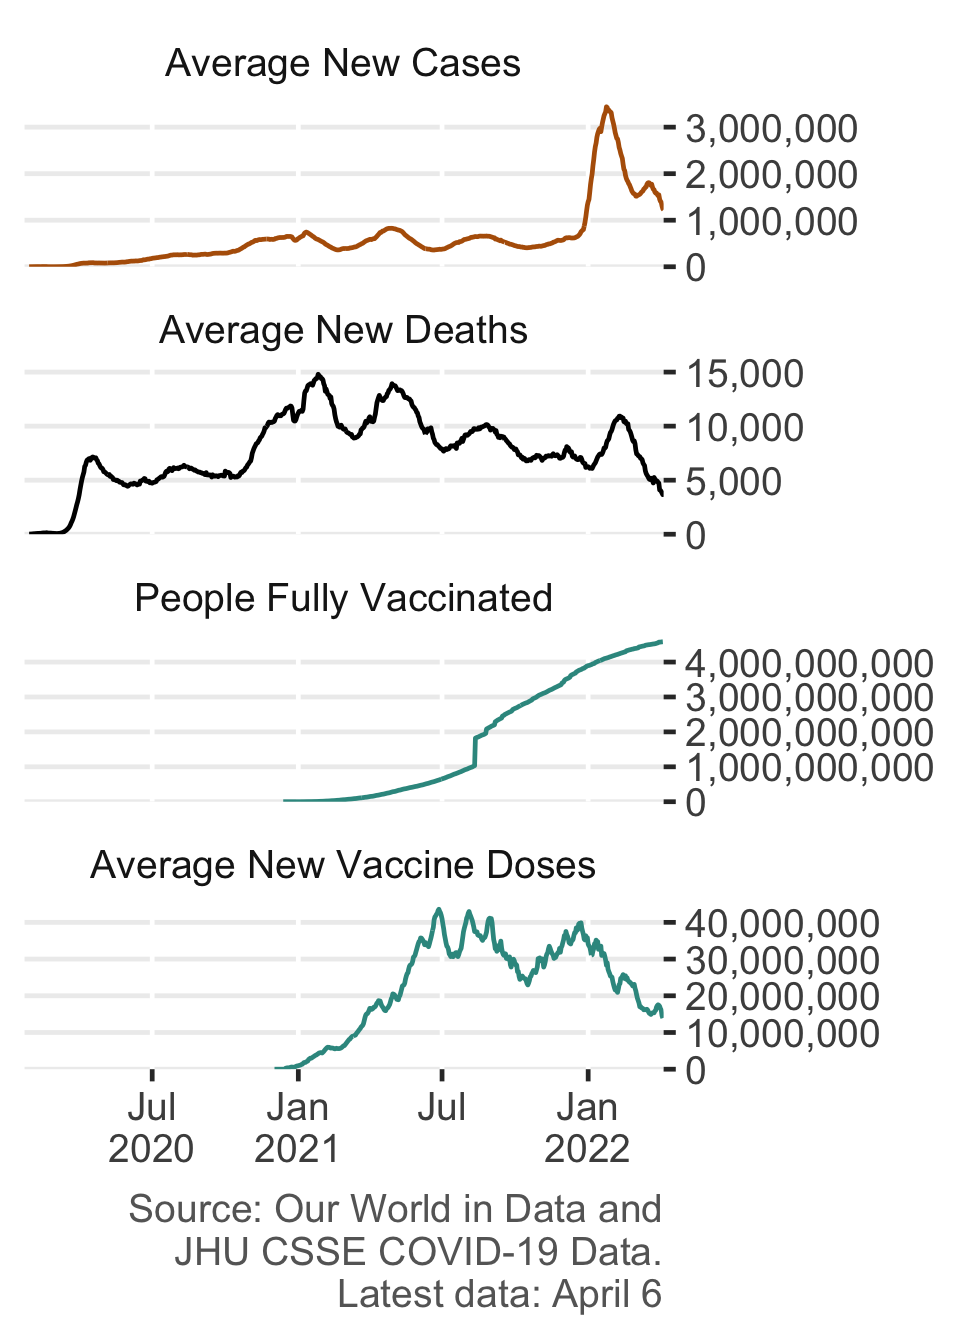 Average New Cases
3,000,000
2,000,000
1,000,000
0
Average New Deaths
15,000
10,000
5,000
0
People Fully Vaccinated
4,000,000,000
3,000,000,000
2,000,000,000
1,000,000,000
0
Average New Vaccine Doses
40,000,000
30,000,000
20,000,000
10,000,000
0
Jul Jan Jul Jan
2020 2021 2022
Source: Our World in Data and
JHU CSSE COVID-19 Data.
Latest data: April 6